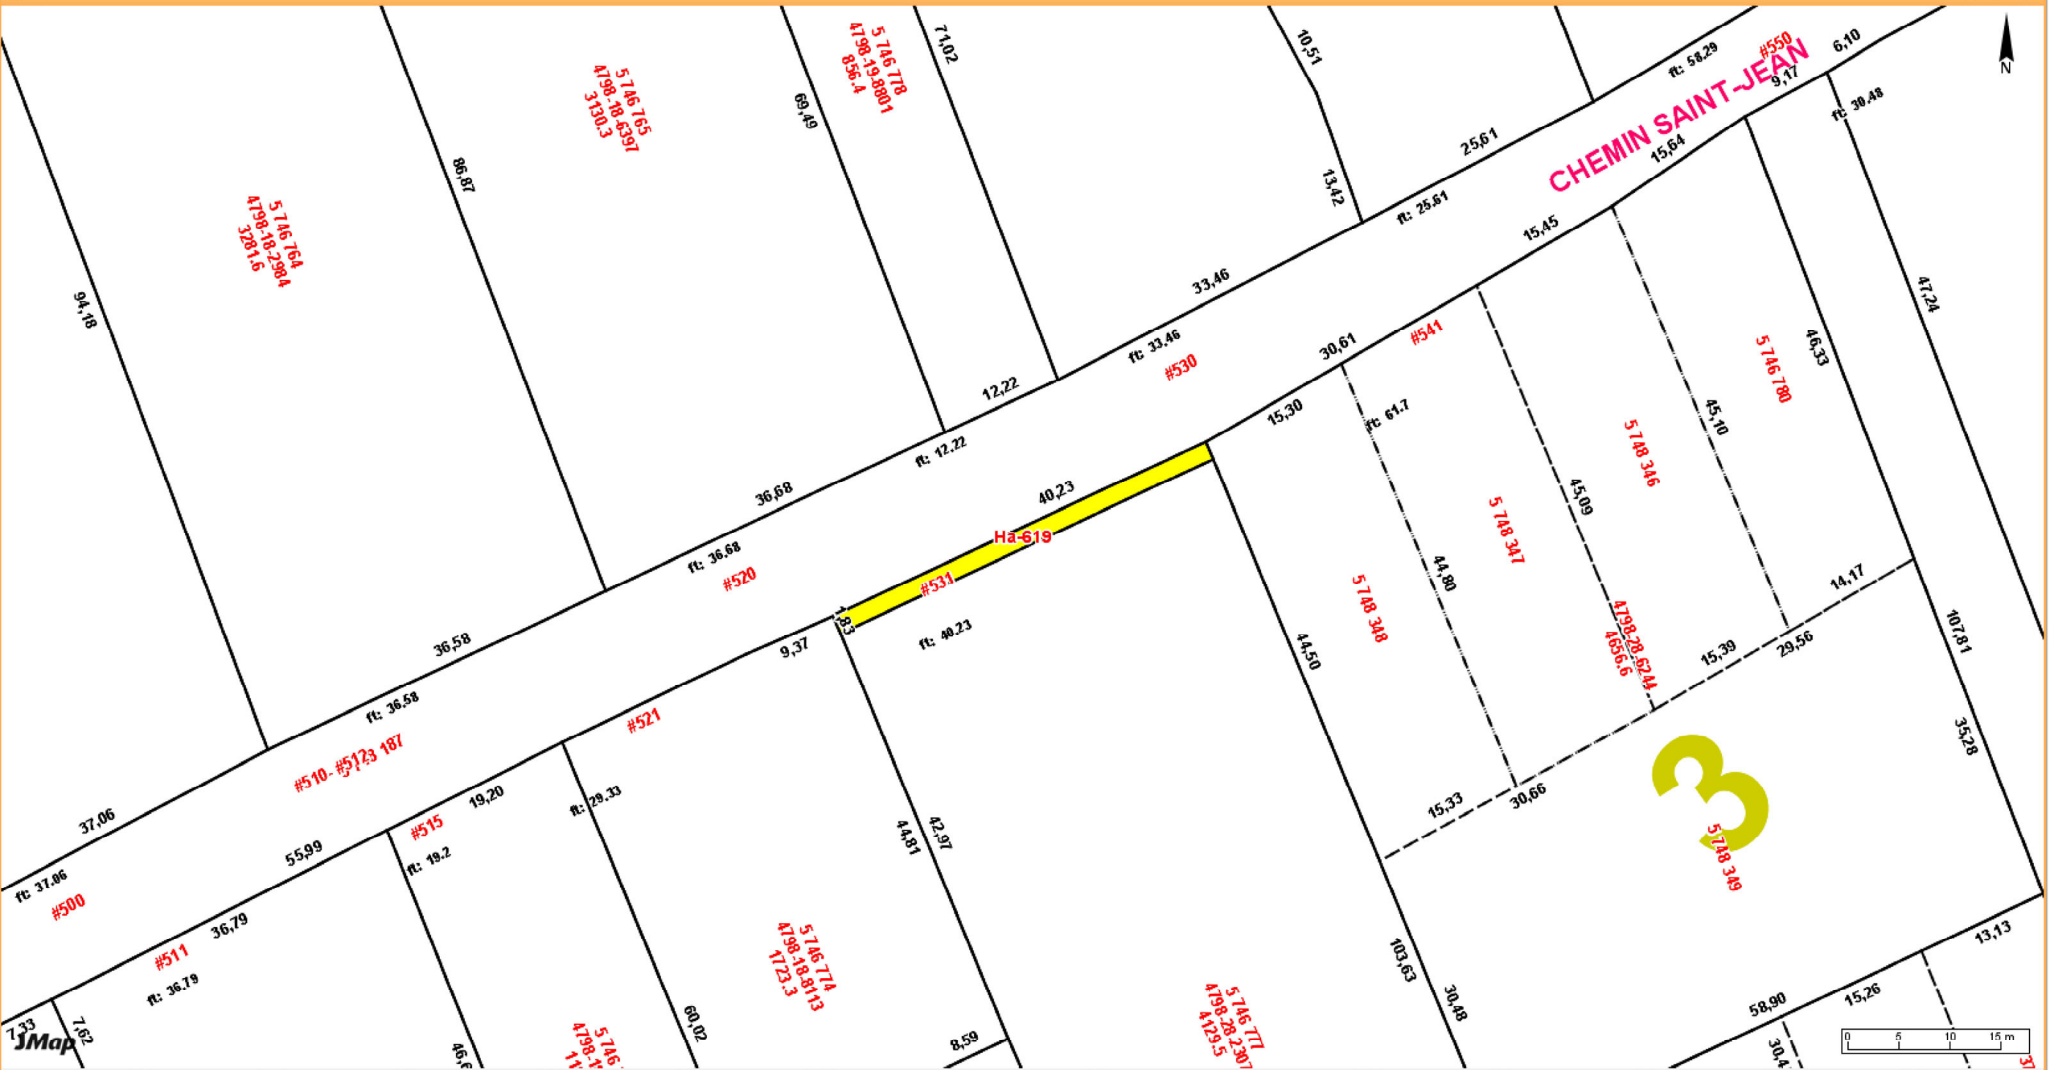 5 746 778
4798-19-8801
856.4
71,02
10,51
ft: 58.29
#550
6,10
N
5 746 765
4798-18-6397
3130.3
69,49
9,17
ft: 30.48
CHEMIN SAINT-JEAN
25,61
15,64
86,87
13,42
ft: 25.61
5 746 764
4798-18-2984
3281.6
15,45
94,18
33,46
47,24
ft: 33.46
#530
30,61
#541
46,33
5 746 780
12,22
15,30
ft: 61.7
45,10
ft: 12.22
5 748 346
36,68
40,23
45,09
5 748 347
Ha-619
ft: 36.68
#520
#531
44,80
14,17
1,83
5 748 348
ft: 40.23
36,58
9,37
44,50
4798-28-6244
4656.6
15,39
29,56
107,81
ft: 36.58
#521
#510- #512
187
35,28
37,06
19,20
ft: 29.33
15,33
30,66
3
#515
55,99
ft: 19.2
44,81
42,97
5 748 349
ft: 37.06
#500
36,79
#511
ft: 36.79
5 746 774
4798-18-8113
1723.3
103,63
13,13
30,48
5 746 777
4798-28-2307
4129.5
58,90
15,26
7,33
7,62
JMap
60,02
8,59
5 746
0 5 10 15 m